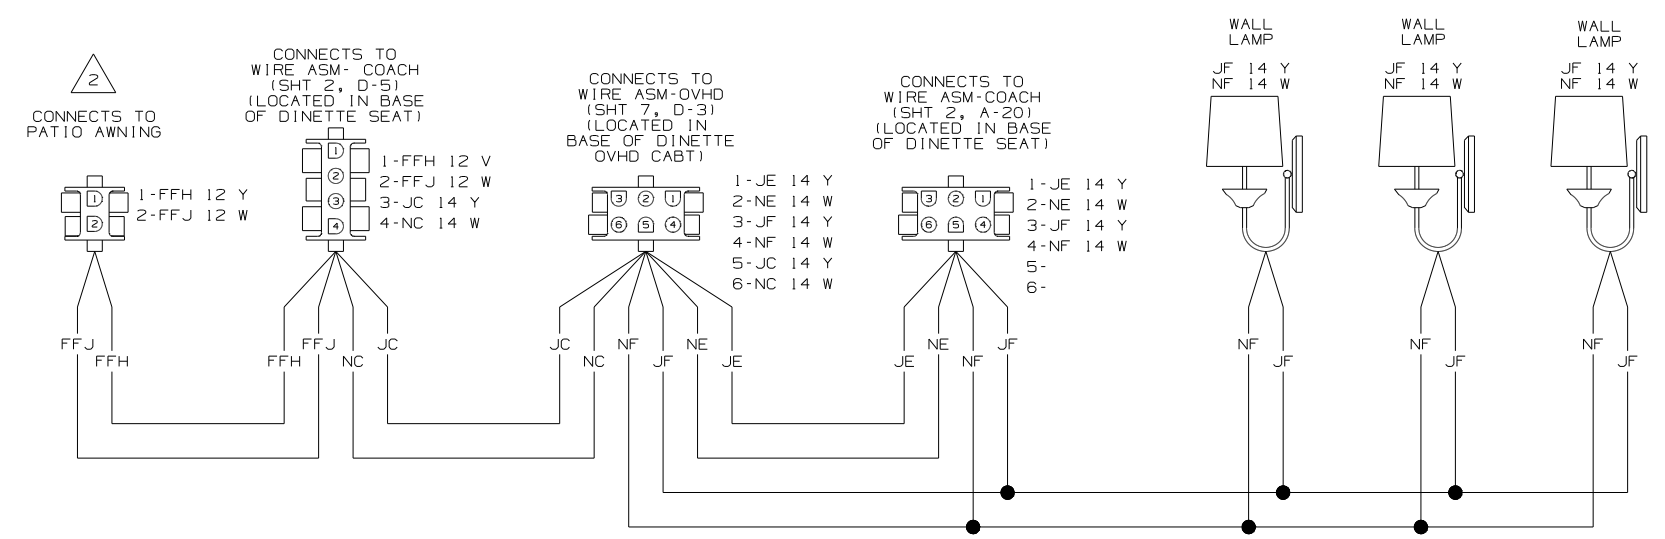 2
CONNECTS TO
PATIO AWNING
1
2
1-FFH 12 Y
2-FFJ 12 W
FFJ
FFH
CONNECTS TO
WIRE ASM- COACH
(SHT 2, D-5)
(LOCATED IN BASE
OF DINETTE SEAT)
1
2
3
4
1-FFH 12 V
2-FFJ 12 W
3-JC 14 Y
4-NC 14 W
FFH
FFJ
NC
JC
CONNECTS TO
WIRE ASM-OVHD
(SHT 7, D-3)
(LOCATED IN
BASE OF DINETTE
OVHD CABT)
3 2 1
6 5 4
1-JE 14 Y
2-NE 14 W
3-JF 14 Y
4-NF 14 W
5-JC 14 Y
6-NC 14 W
JC
NC
NF
JF
NE
JE
CONNECTS TO
WIRE ASM-COACH
(SHT 2, A-20)
(LOCATED IN BASE
OF DINETTE SEAT)
3 2 1
6 5 4
1-JE 14 Y
2-NE 14 W
3-JF 14 Y
4-NF 14 W
5-
6-
JE
NE
NF
JF
WALL
LAMP
JF 14 Y
NF 14 W
NF
JF
WALL
LAMP
JF 14 Y
NF 14 W
NF
JF
WALL
LAMP
JF 14 Y
NF 14 W
NF
JF